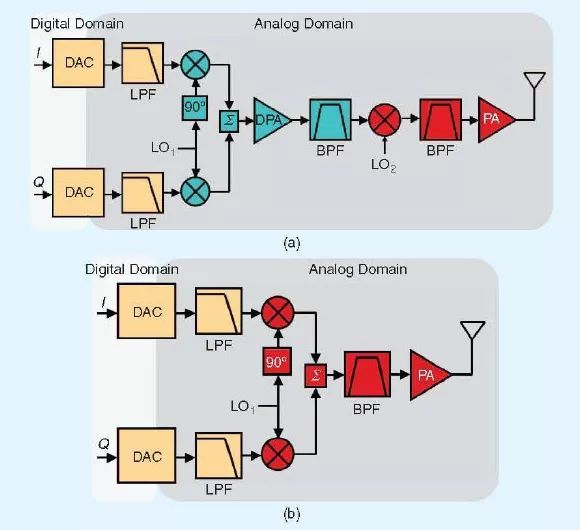 Digital Domain
Analog Domain
I
DAC
LPF
90°
LO1
Σ
DPA
BPF
LO2
BPF
PA
Q
DAC
LPF
(a)
Digital Domain
Analog Domain
I
DAC
LPF
90°
LO1
Σ
BPF
PA
Q
DAC
LPF
(b)